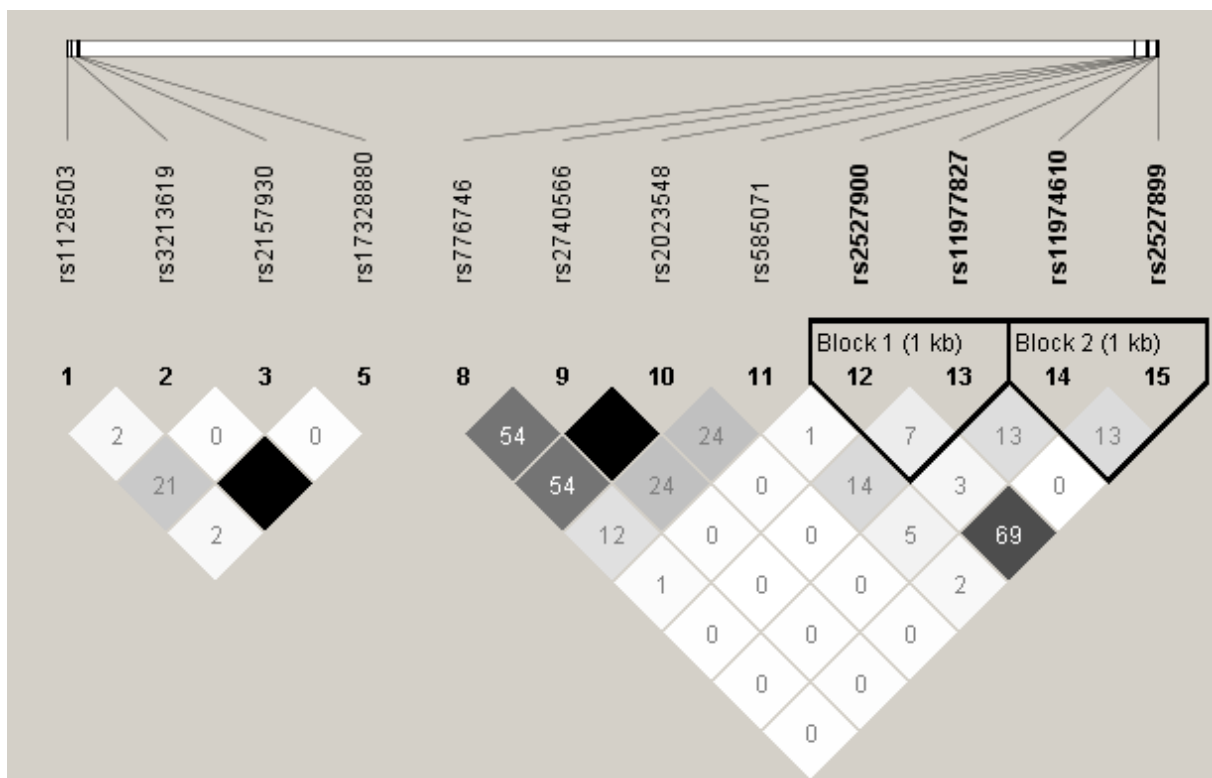 rs1128503
rs3213619
rs2157930
rs17328880
rs776746
rs2740566
rs2023548
rs585071
rs2527900
rs11977827
rs11974610
rs2527899
Block 1 (1 kb) Block 2 (1 kb)
1 2 3 5 8 9 10 11 12 13 14 15
2 0 0 54 24 1 7 13 13
21 54 24 0 14 3 0
2 12 0 0 5 69
1 0 0 2
0 0 0
0 0
0